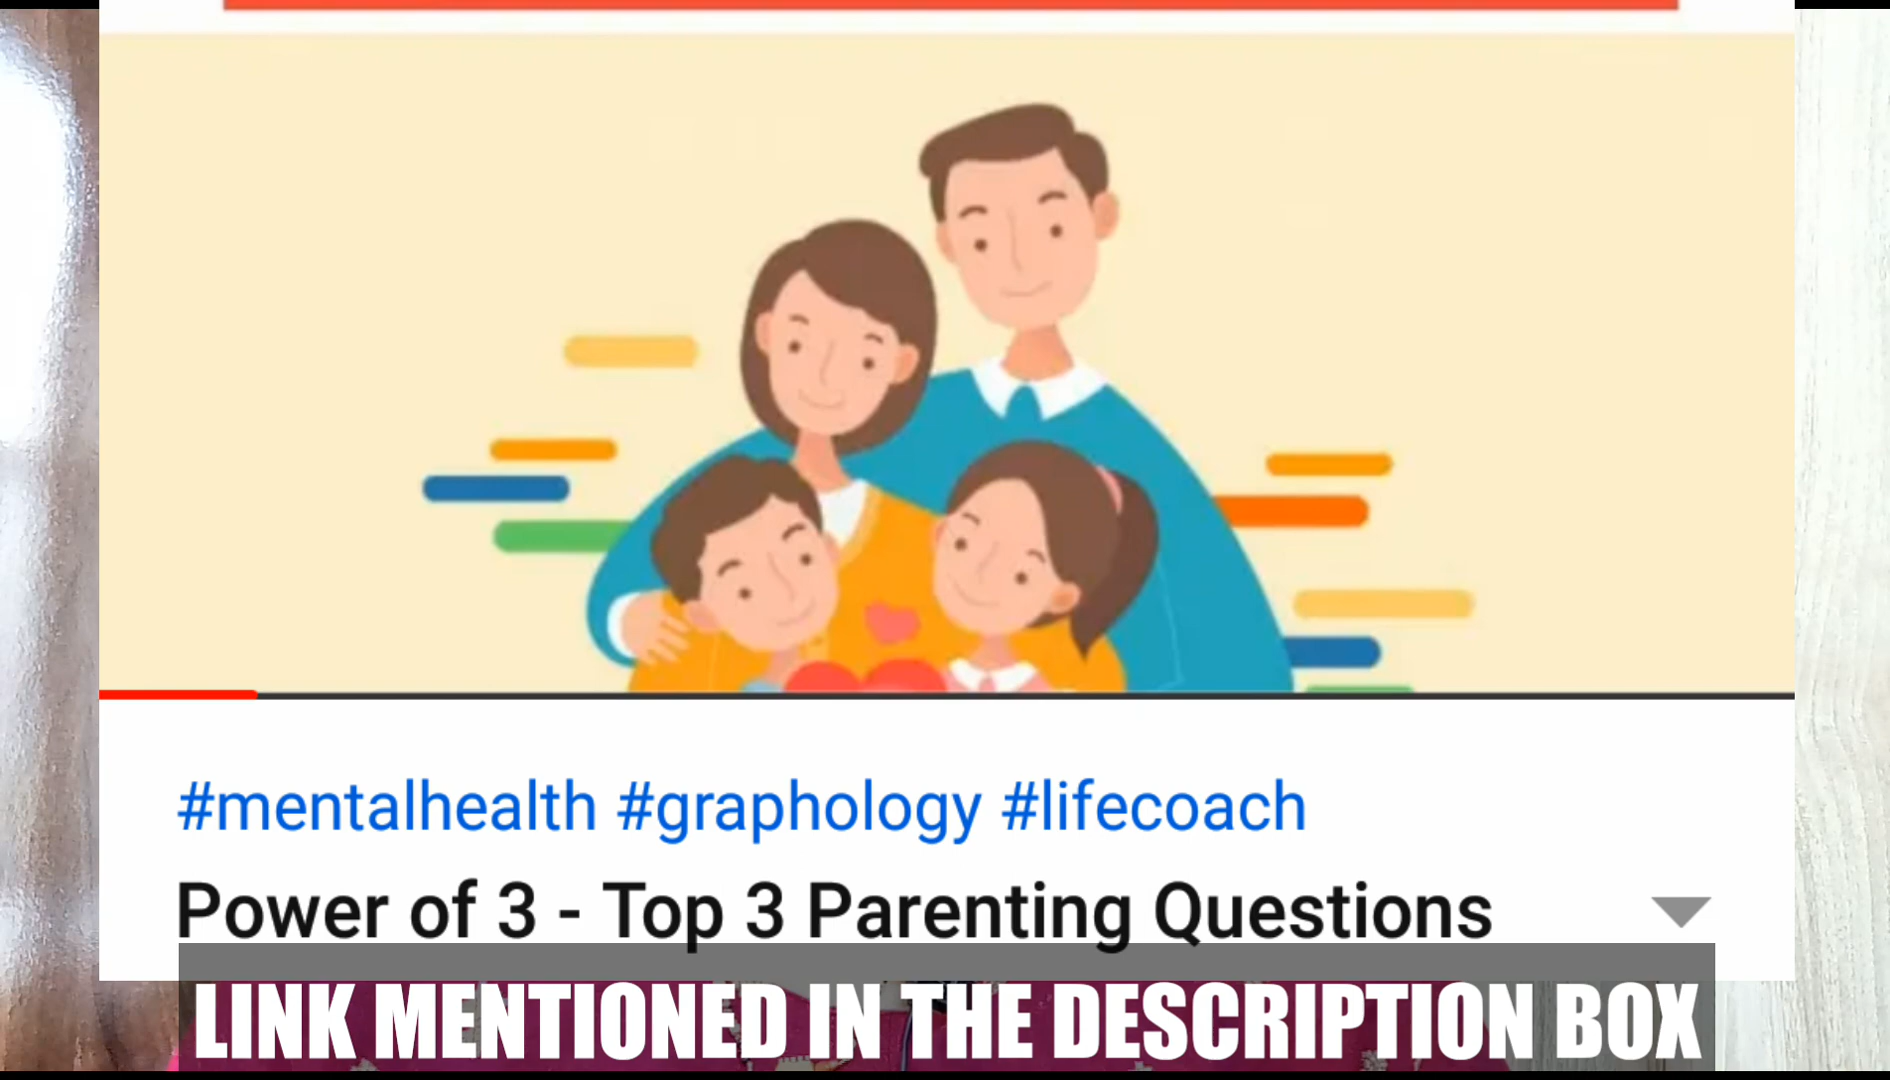 #mentalhealth #graphology #lifecoach
Power of 3 - Top 3 Parenting Questions
LINK MENTIONED IN THE DESCRIPTION BOX